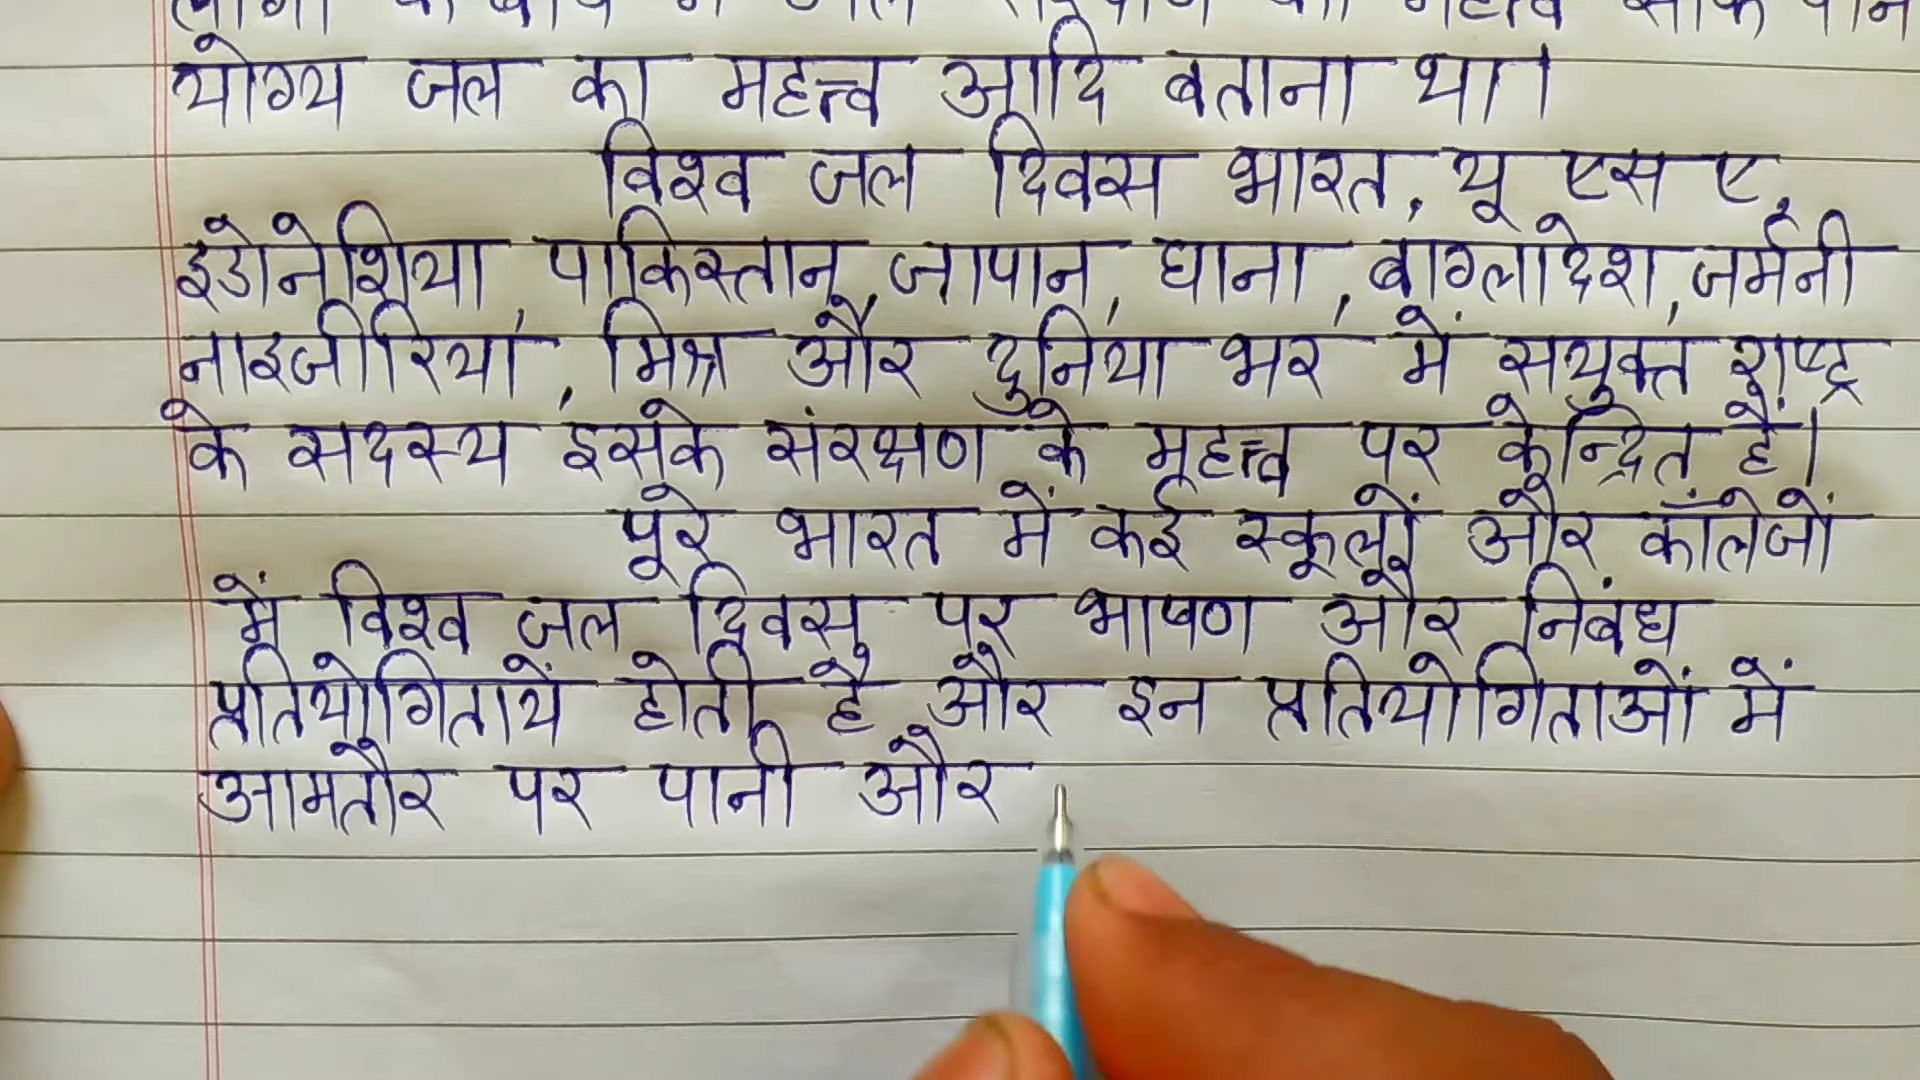 योग्य जल का महत्त्व आदि बताना था।
विश्व जल दिवस भारत, यू एस ए,
इंडोनेशिया, पाकिस्तान, जापान, घाना, बांग्लादेश, जर्मनी
नाइजीरिया, मिश्र और दुनिया भर में सयुक्त राष्ट्र
के सदस्य इसके संरक्षण के महत्त्व पर केन्द्रित हैं।
पूरे भारत में कई स्कूलों और कॉलेजों
में विश्व जल दिवस पर भाषण और निबंध
प्रतियोगितायें होती है और इन प्रतियोगिताओं में
आमतौर पर पानी और